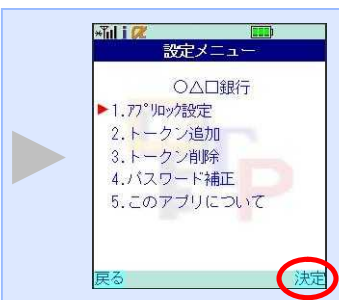 設定メニュー
○△□銀行
1.ｱﾌﾟﾘﾛｯｸ設定
2.トークン追加
3.トークン削除
4.パスワード補正
5.このアプリについて
戻る 決定